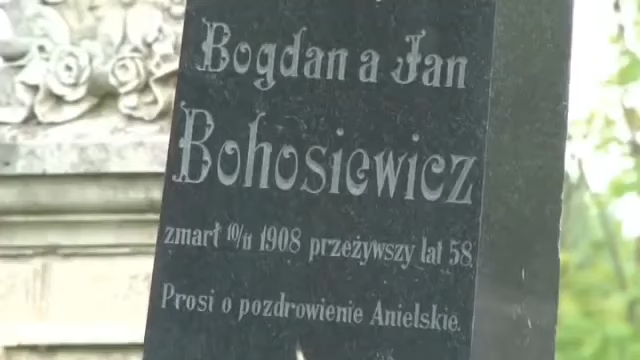 Bogdan a Jan
Bohosiewicz
zmarł 10/11 1908 przeżywszy lat 58
Prosi o pozdrowienie Anielskie.